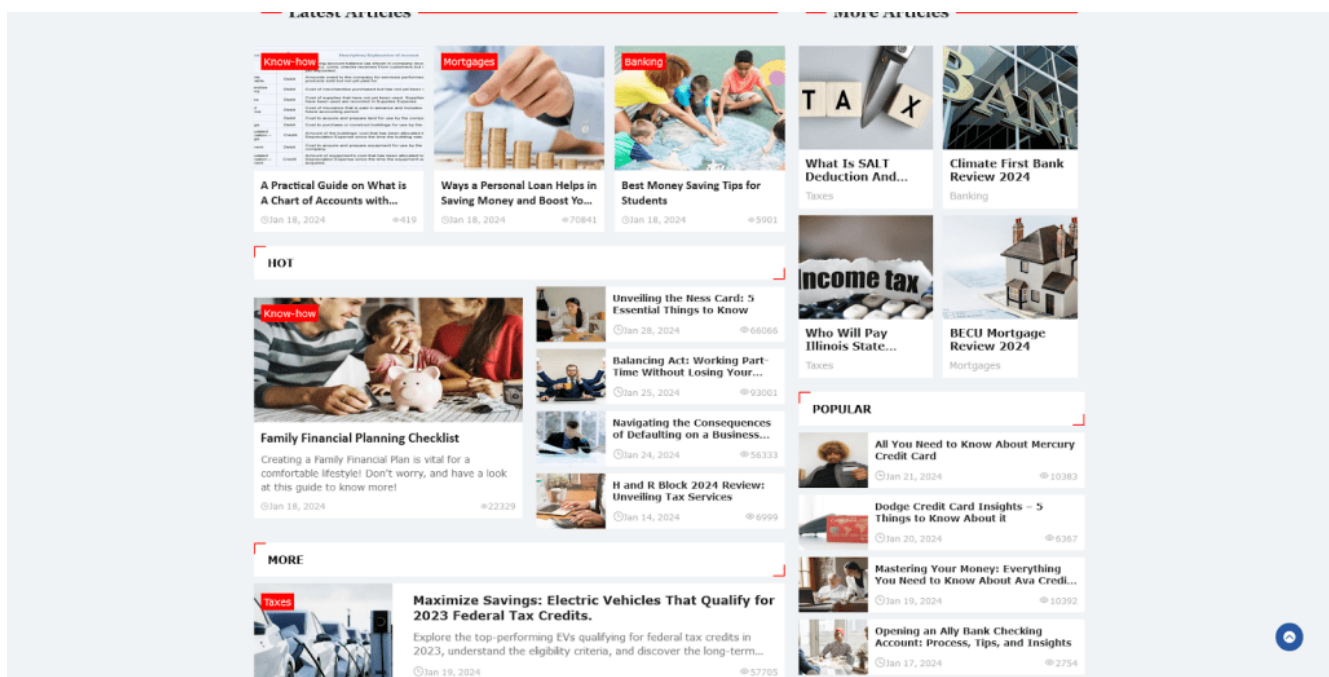 Latest Articles
Know-how
A Practical Guide on What is
A Chart of Accounts with...
Jan 18, 2024
419
Mortgages
Ways a Personal Loan Helps in
Saving Money and Boost Yo...
Jan 18, 2024
70841
Banking
Best Money Saving Tips for
Students
Jan 18, 2024
5901
HOT
Know-how
Family Financial Planning Checklist
Creating a Family Financial Plan is vital for a
comfortable lifestyle! Don't worry, and have a look
at this guide to know more!
Jan 18, 2024
22329
Unveiling the Ness Card: 5
Essential Things to Know
Jan 28, 2024
66066
Balancing Act: Working Part-
Time Without Losing Your...
Jan 25, 2024
93001
Navigating the Consequences
of Defaulting on a Business...
Jan 24, 2024
56333
H and R Block 2024 Review:
Unveiling Tax Services
Jan 14, 2024
6999
MORE
Taxes
Maximize Savings: Electric Vehicles That Qualify for
2023 Federal Tax Credits.
Explore the top-performing EVs qualifying for federal tax credits in
2023, understand the eligibility criteria, and discover the long-term...
Jan 19, 2024
57705
More Articles
TAX
What Is SALT
Deduction And...
Taxes
BANK
Climate First Bank
Review 2024
Banking
Income tax
Who Will Pay
Illinois State...
Taxes
BECU Mortgage
Review 2024
Mortgages
POPULAR
All You Need to Know About Mercury
Credit Card
Jan 21, 2024
10383
Dodge Credit Card Insights – 5
Things to Know About it
Jan 20, 2024
6367
Mastering Your Money: Everything
You Need to Know About Ava Credi...
Jan 19, 2024
10392
Opening an Ally Bank Checking
Account: Process, Tips, and Insights
Jan 17, 2024
2754